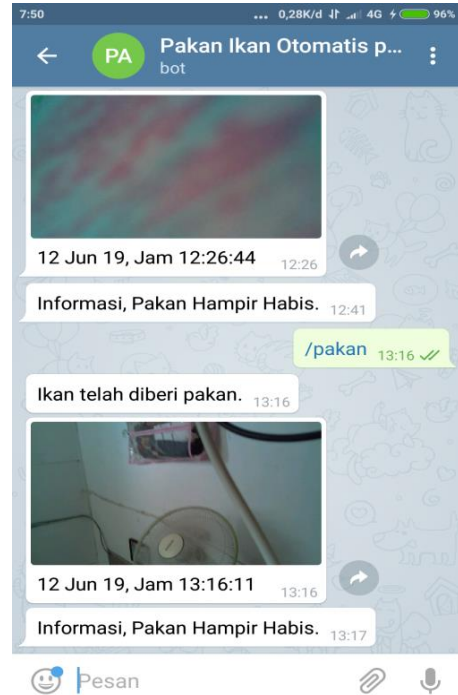 7:50 ... 0,28K/d 4G 96%
PA Pakan Ikan Otomatis p...
bot
12 Jun 19, Jam 12:26:44 12:26
Informasi, Pakan Hampir Habis. 12:41
/pakan 13:16
Ikan telah diberi pakan. 13:16
12 Jun 19, Jam 13:16:11 13:16
Informasi, Pakan Hampir Habis. 13:17
Pesan